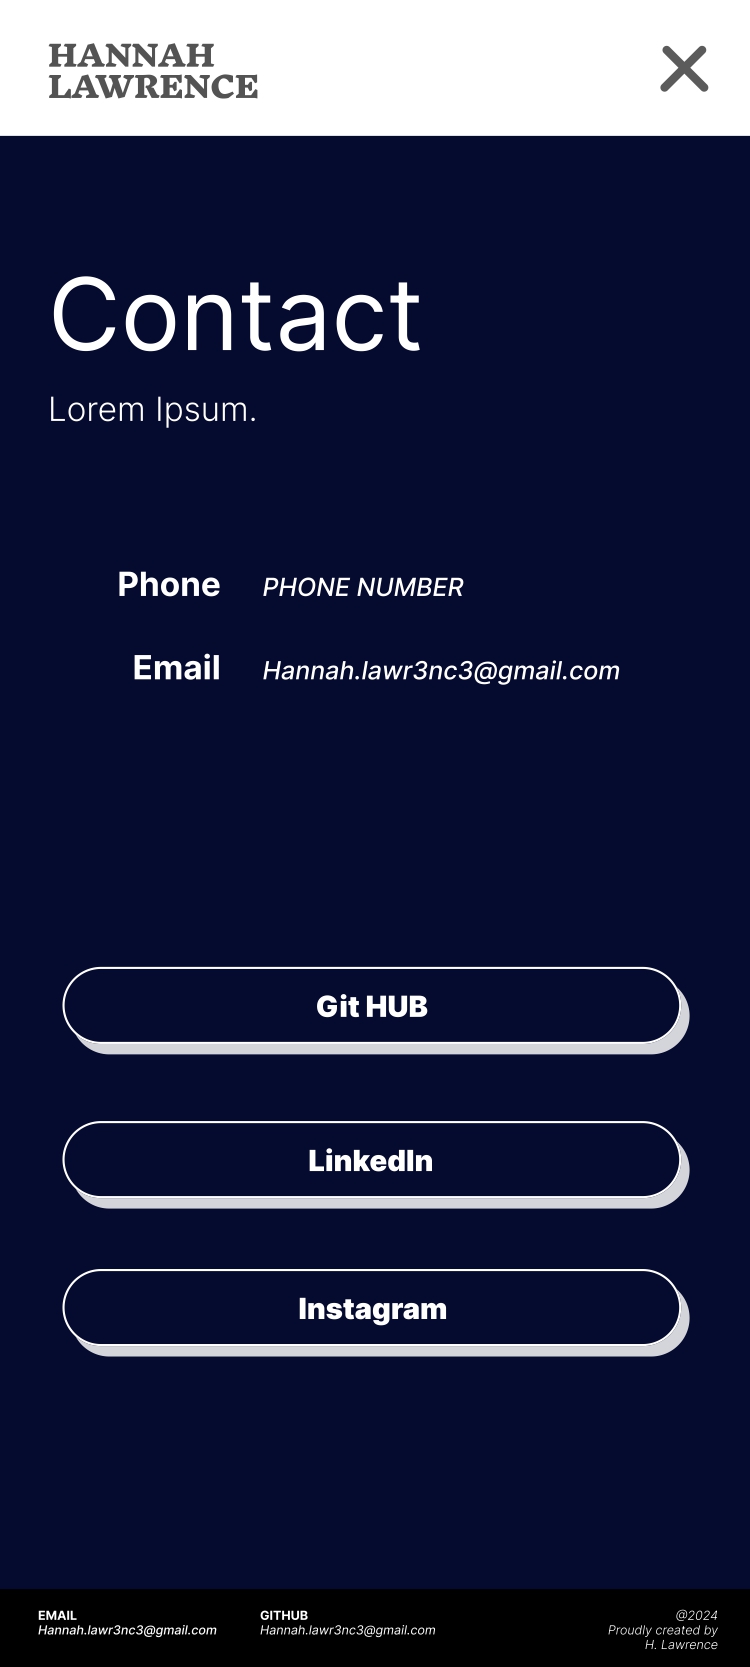 HANNAH
LAWRENCE
Contact
Lorem Ipsum.
Phone PHONE NUMBER
Email Hannah.lawr3nc3@gmail.com
Git HUB
LinkedIn
Instagram
EMAIL
Hannah.lawr3nc3@gmail.com
GITHUB
Hannah.lawr3nc3@gmail.com
@2024
Proudly created by
H. Lawrence